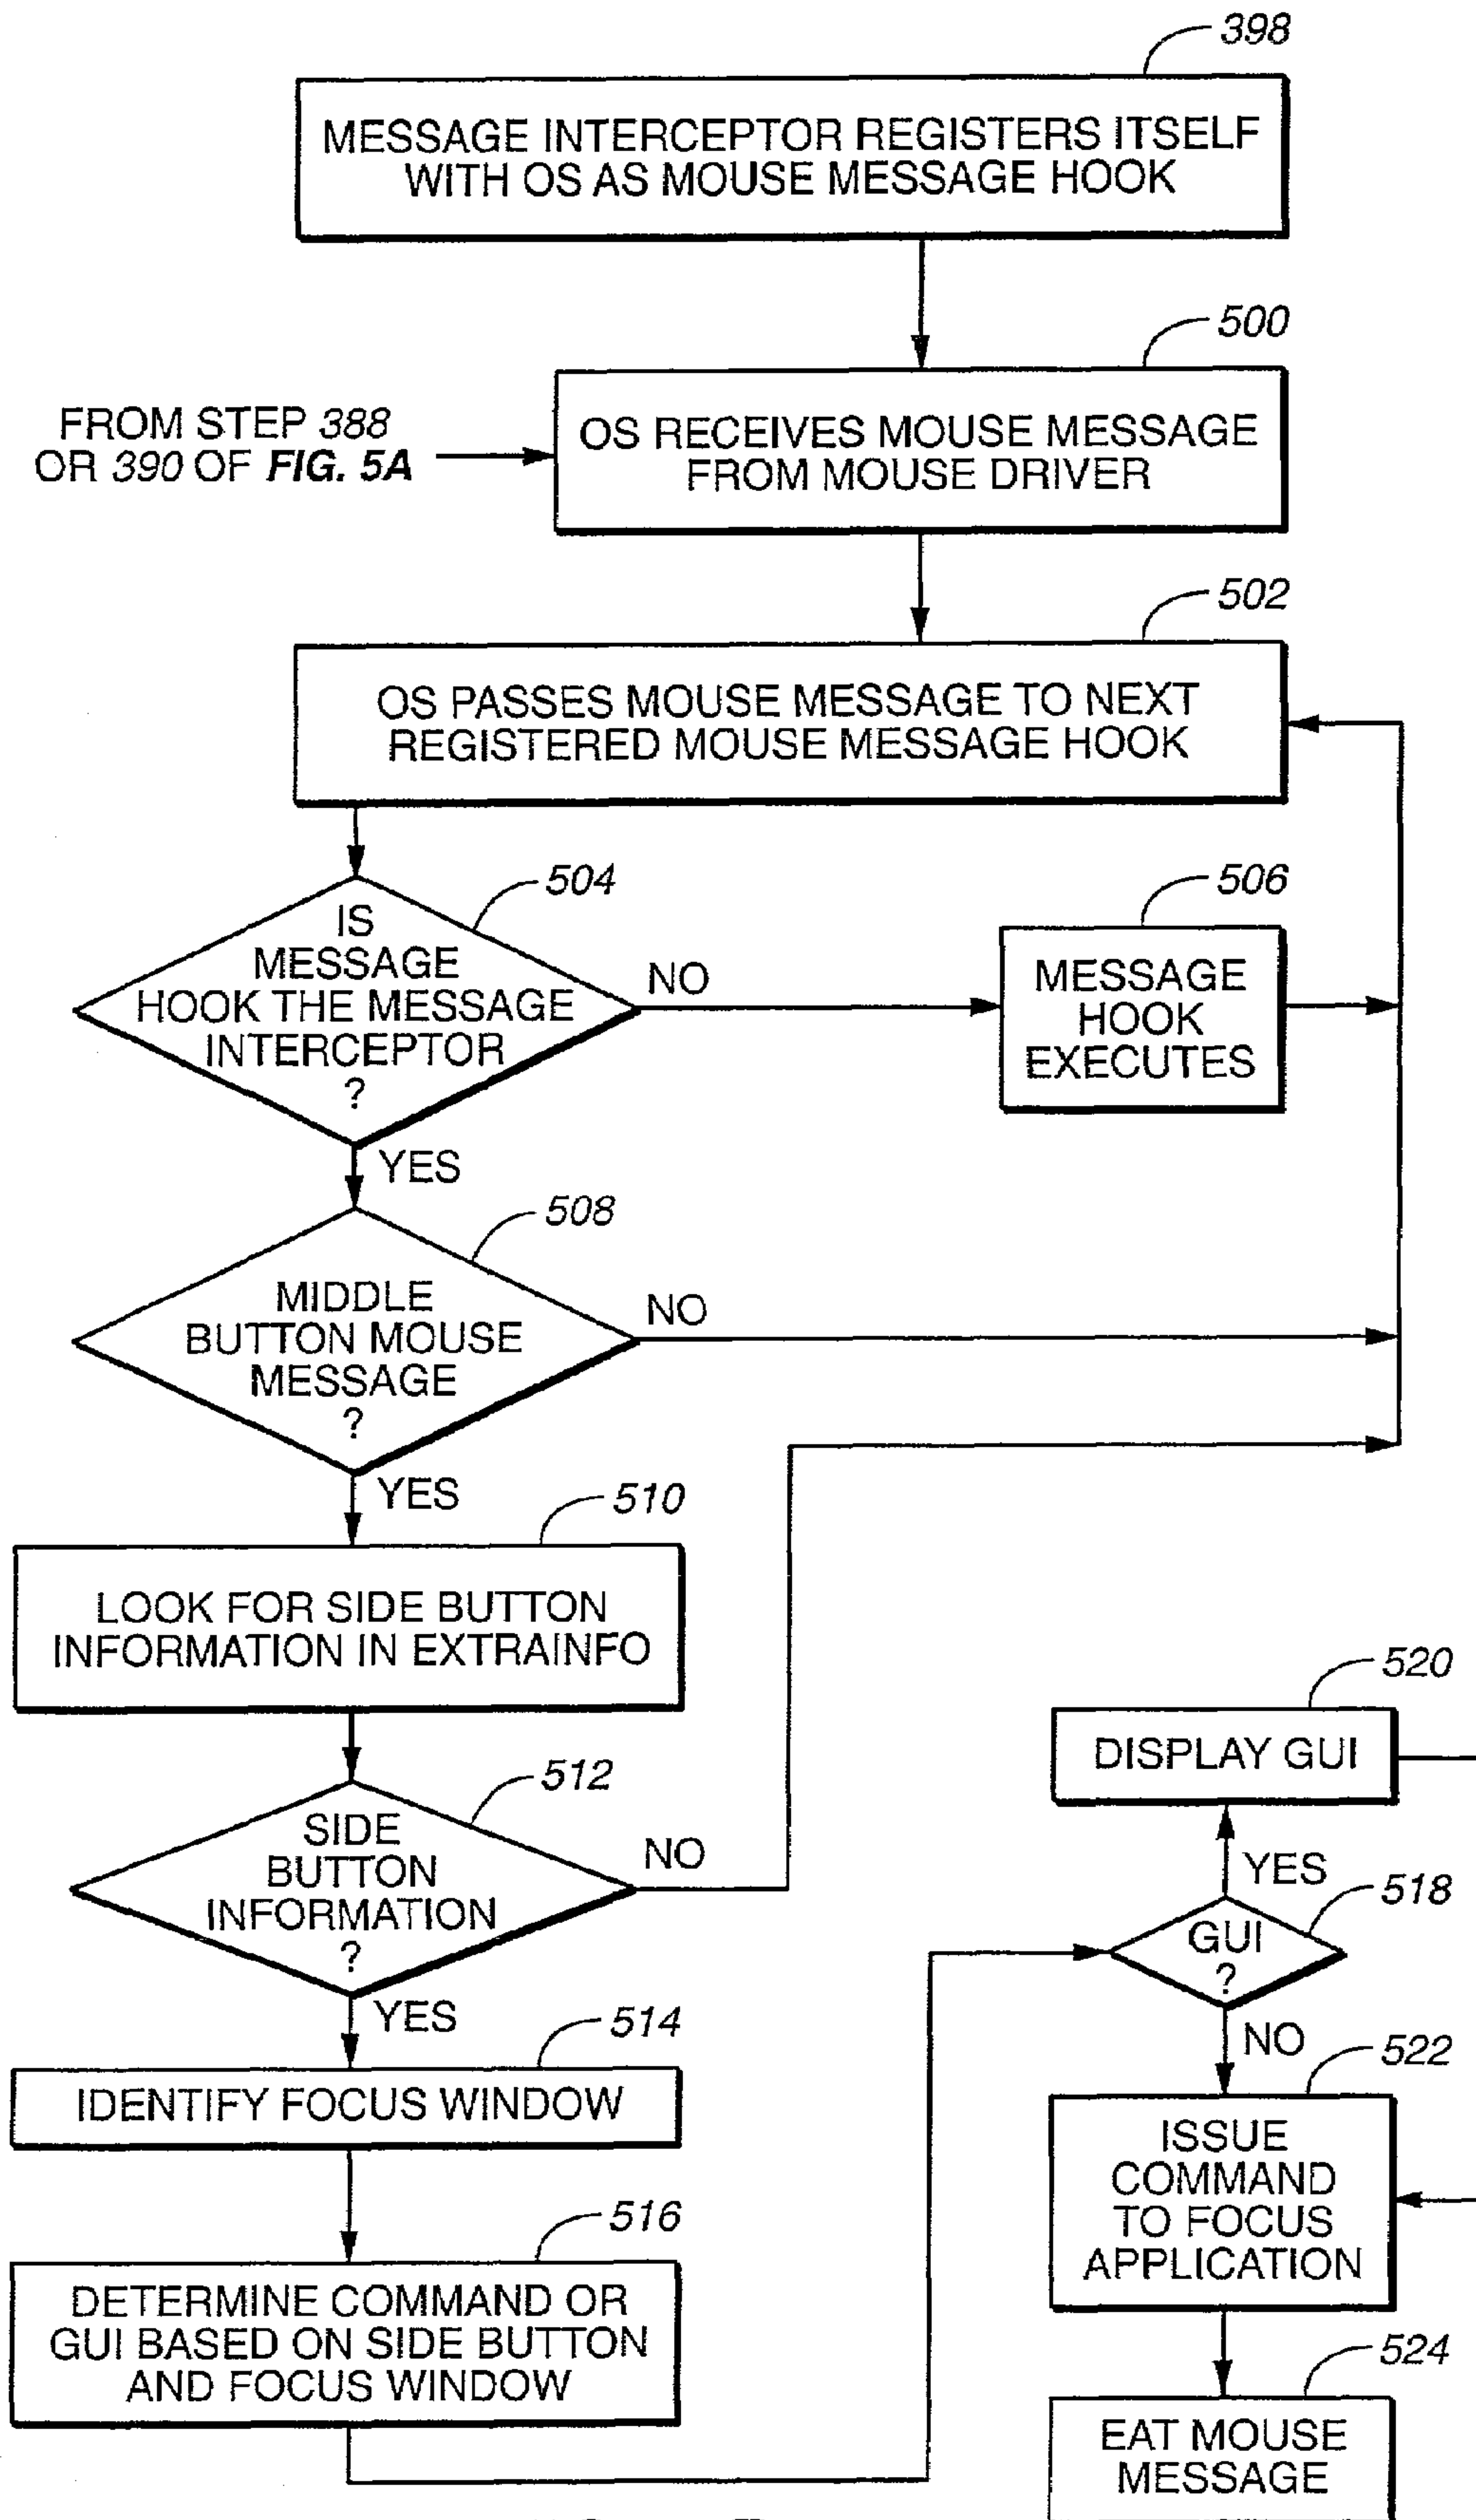 398
MESSAGE INTERCEPTOR REGISTERS ITSELF
WITH OS AS MOUSE MESSAGE HOOK
500
FROM STEP 388
OR 390 OF FIG. 5A
OS RECEIVES MOUSE MESSAGE
FROM MOUSE DRIVER
502
OS PASSES MOUSE MESSAGE TO NEXT
REGISTERED MOUSE MESSAGE HOOK
504
IS
MESSAGE
HOOK THE MESSAGE
INTERCEPTOR
?
NO
506
MESSAGE
HOOK
EXECUTES
YES
508
MIDDLE
BUTTON MOUSE
MESSAGE
?
NO
YES
510
LOOK FOR SIDE BUTTON
INFORMATION IN EXTRAINFO
512
SIDE
BUTTON
INFORMATION
?
NO
YES
514
IDENTIFY FOCUS WINDOW
516
DETERMINE COMMAND OR
GUI BASED ON SIDE BUTTON
AND FOCUS WINDOW
520
DISPLAY GUI
YES
518
GUI
?
NO
522
ISSUE
COMMAND
TO FOCUS
APPLICATION
524
EAT MOUSE
MESSAGE